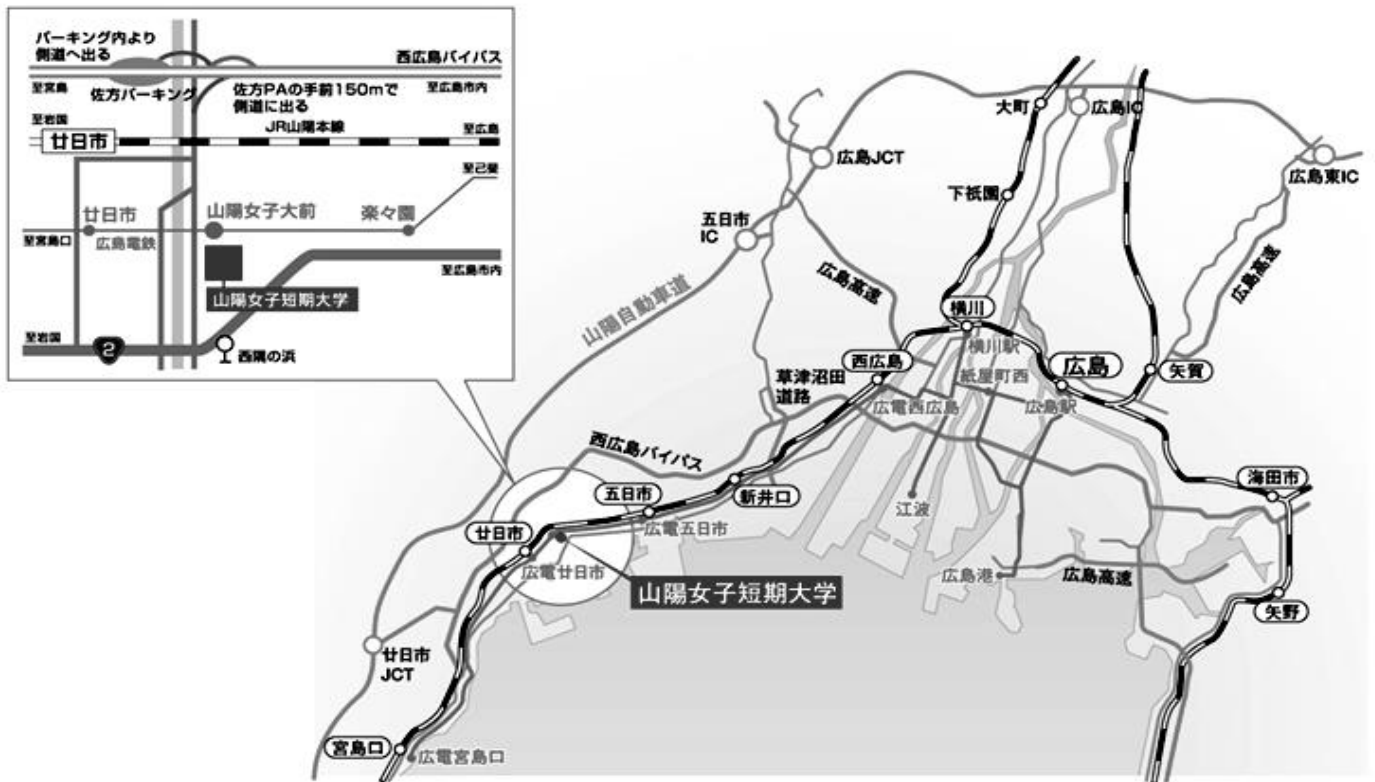 パーキング内より
側道へ出る
西広島バイパス
至宮島
佐方パーキング
佐方PAの手前150mで
側道に出る
至広島市内
至岩国
JR山陽本線
至広島
廿日市
至己斐
廿日市
山陽女子大前
楽々園
至宮島口
広島電鉄
至広島市内
山陽女子短期大学
至岩国
2
西隅の浜
大町
広島IC
広島JCT
広島東IC
下祇園
五日市
IC
広島高速
広島高速
山陽自動車道
横川
横川駅
西広島
広島
矢賀
草津沼田
道路
紙屋町西
広電西広島
広島駅
西広島バイパス
海田市
五日市
新井口
江波
廿日市
広電五日市
広電廿日市
山陽女子短期大学
広島港
広島高速
矢野
廿日市
JCT
宮島口
広電宮島口